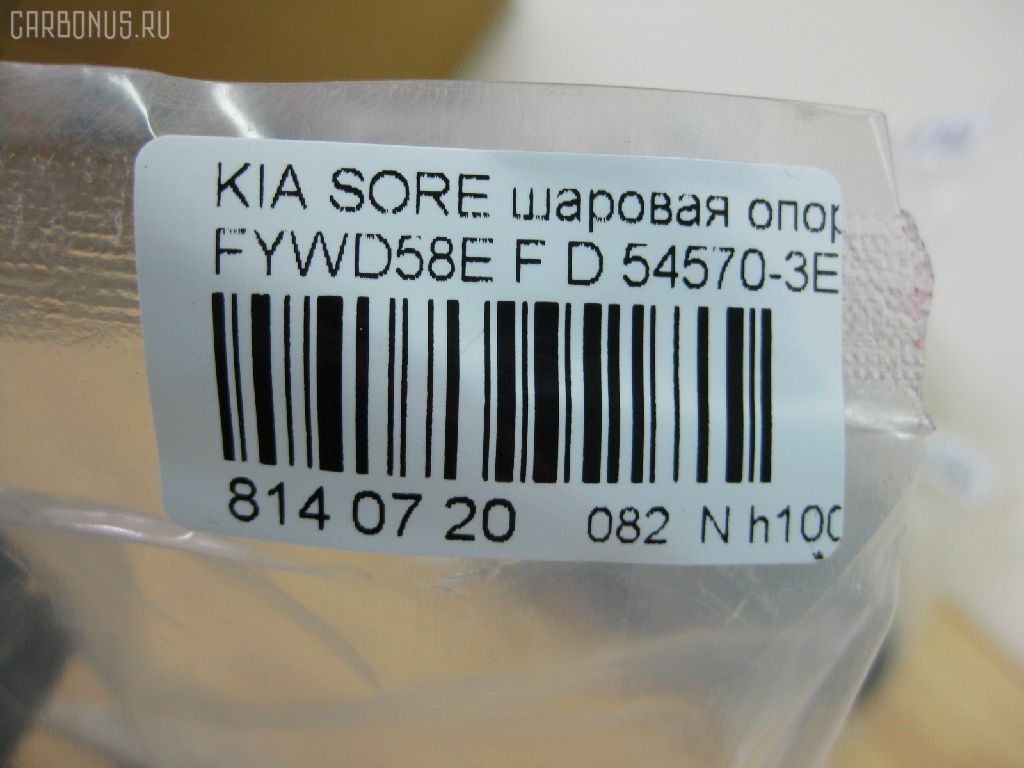 CARBONUS.RU
KIA SORE шаровая опор
FYWD58E F D 54570-3E
814 07 20 082 N h100